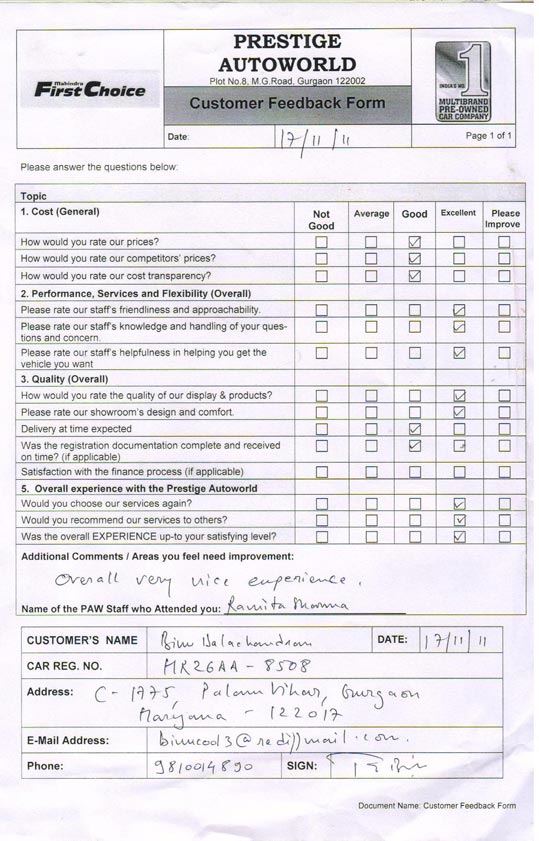 PRESTIGE
AUTOWORLD
Plot No.8, M.G.Road, Gurgaon 122002
Mahindra
First Choice
Customer Feedback Form
INDIA'S NO. 1
MULTIBRAND
PRE-OWNED
CAR COMPANY
Date: 17/11/11
Page 1 of 1
Please answer the questions below:
Topic
1. Cost (General) Not Good Average Good Excellent Please Improve
How would you rate our prices?
How would you rate our competitors' prices?
How would you rate our cost transparency?
2. Performance, Services and Flexibility (Overall)
Please rate our staff's friendliness and approachability.
Please rate our staff's knowledge and handling of your ques-
tions and concern.
Please rate our staff's helpfulness in helping you get the
vehicle you want
3. Quality (Overall)
How would you rate the quality of our display & products?
Please rate our showroom's design and comfort.
Delivery at time expected
Was the registration documentation complete and received
on time? (if applicable)
Satisfaction with the finance process (if applicable)
5. Overall experience with the Prestige Autoworld
Would you choose our services again?
Would you recommend our services to others?
Was the overall EXPERIENCE up-to your satisfying level?
Additional Comments / Areas you feel need improvement:
Overall very nice experience.
Name of the PAW Staff who Attended you: Ramita Sharma
CUSTOMER'S NAME Binu Balachandran DATE: 17/11/11
CAR REG. NO. HR26AA - 8508
Address: C - 1775, Palam Vihar, Gurgaon
Haryana - 122017
E-Mail Address: binucool3@rediffmail.com.
Phone: 9810014890 SIGN:
Document Name: Customer Feedback Form